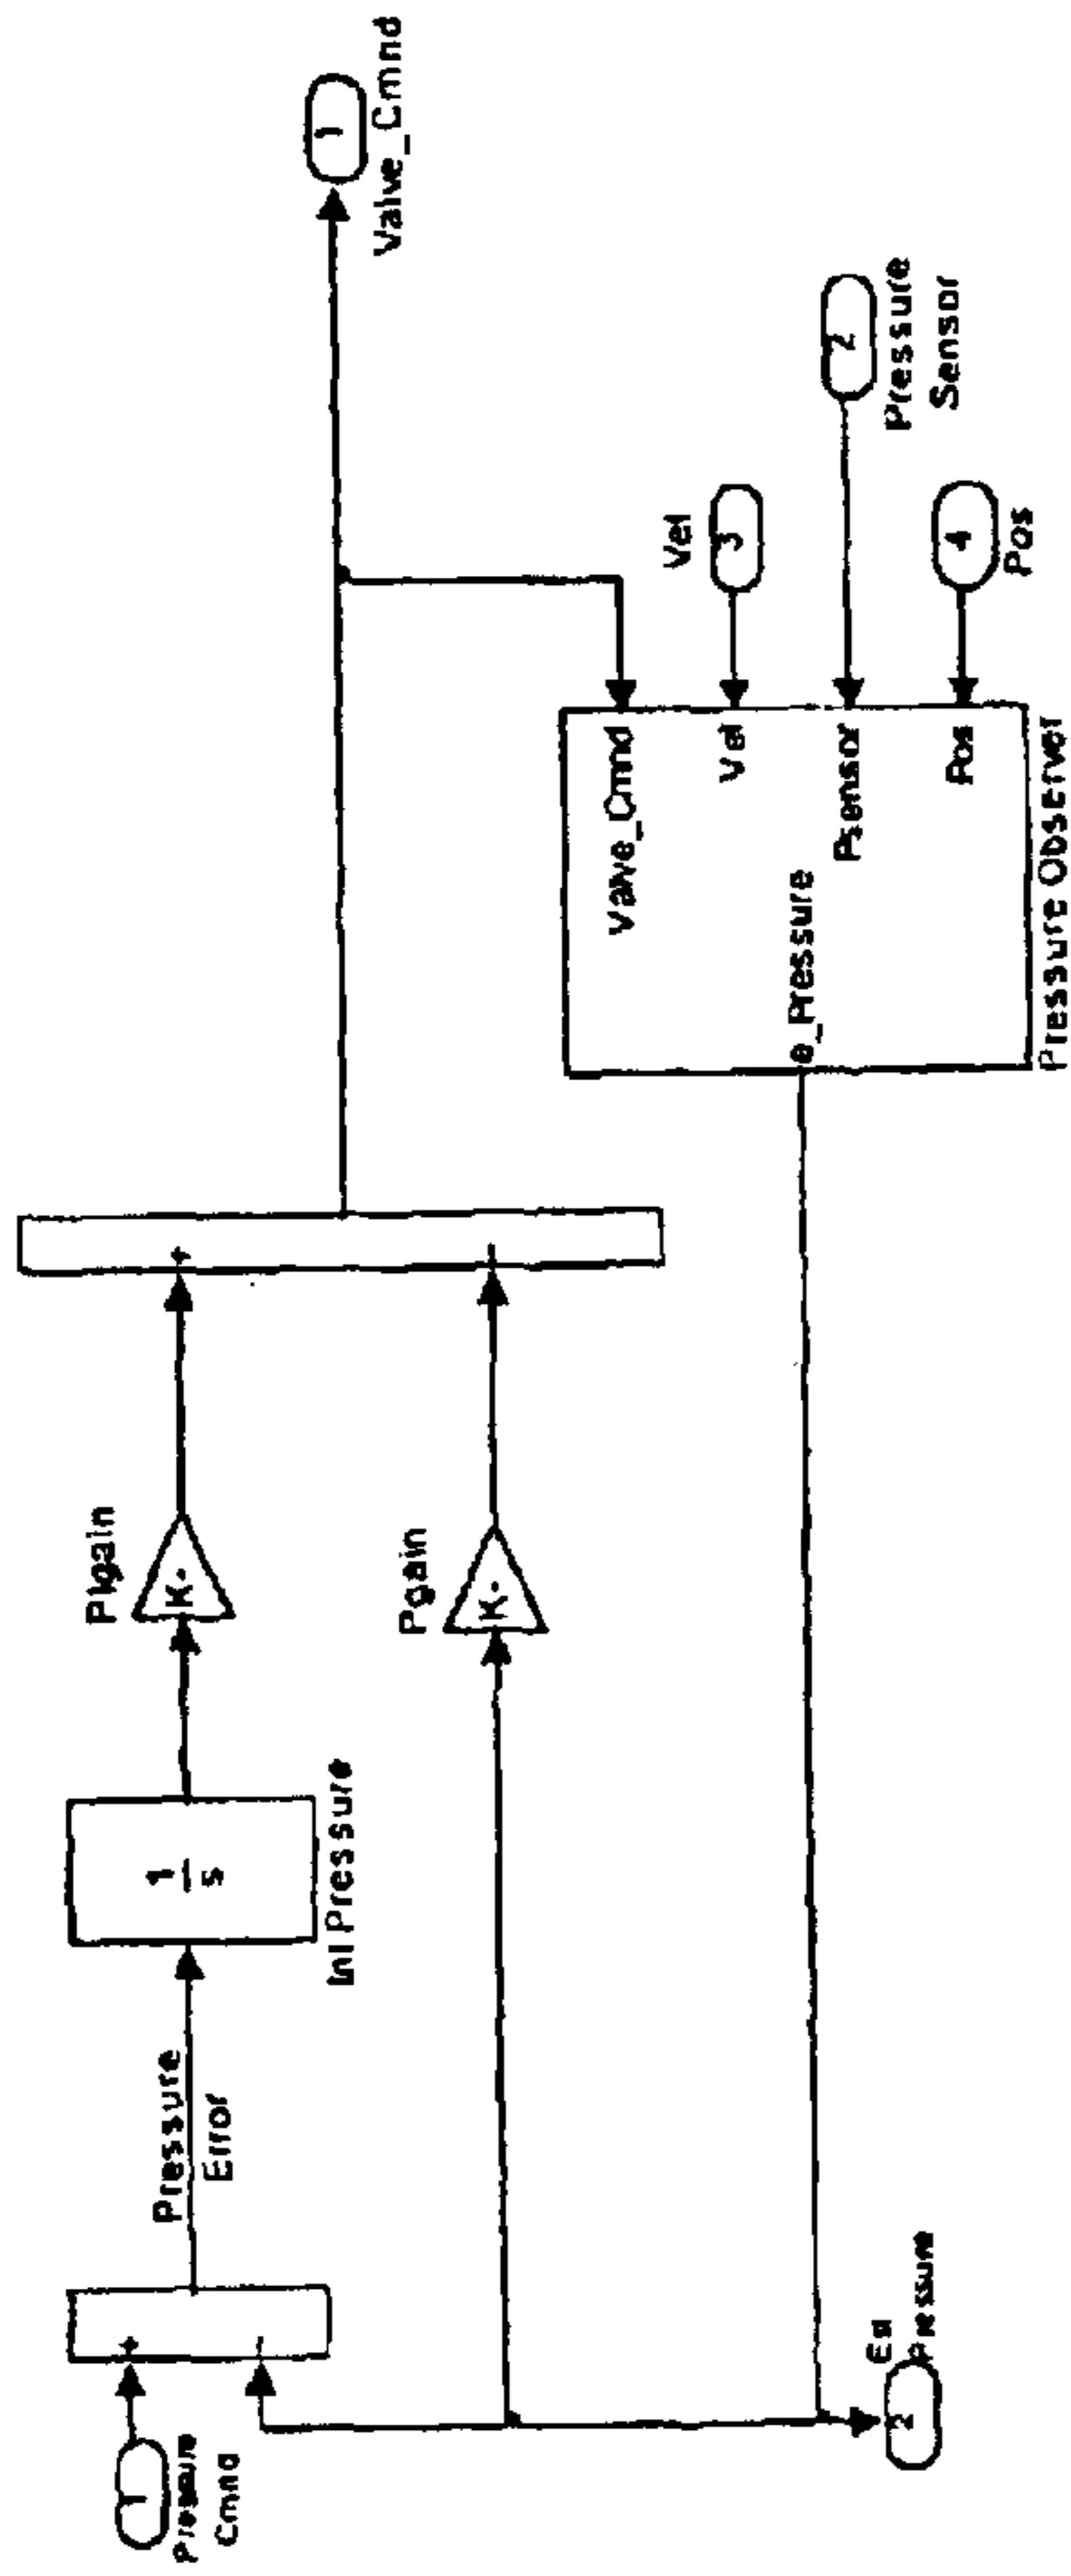 1
Pressure
Cmnd
+
-
Pressure
Error
1
s
Int Pressure
PIgain
K-
Pgain
K-
+
-
1
Valve_Cmnd
Valve_Cmnd
Vel
Psensor
Pos
e_Pressure
Pressure Observer
Vel
3
2
Pressure
Sensor
4
Pos
Est
Pressure
2